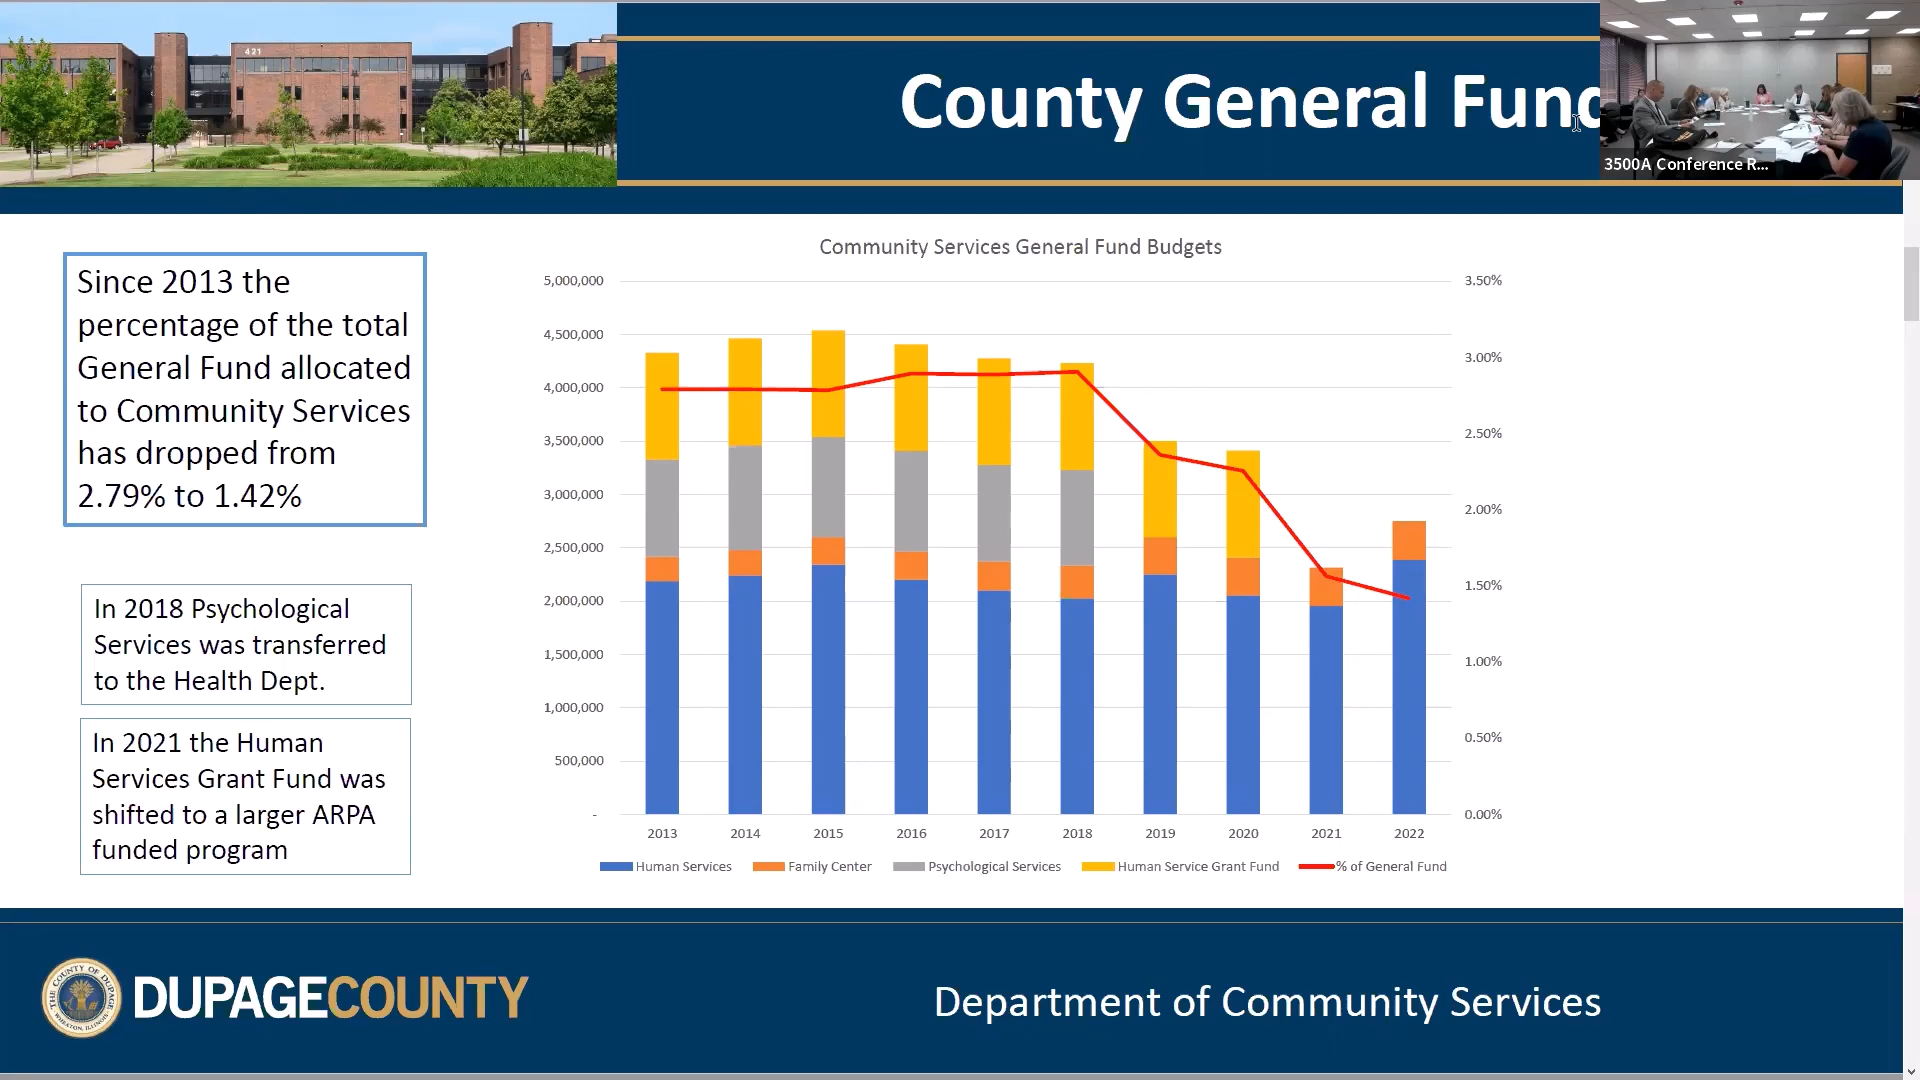 421
County General Fund
3500A Conference R...
Since 2013 the
percentage of the total
General Fund allocated
to Community Services
has dropped from
2.79% to 1.42%
In 2018 Psychological
Services was transferred
to the Health Dept.
In 2021 the Human
Services Grant Fund was
shifted to a larger ARPA
funded program
Community Services General Fund Budgets
5,000,000
4,500,000
4,000,000
3,500,000
3,000,000
2,500,000
2,000,000
1,500,000
1,000,000
500,000
-
3.50%
3.00%
2.50%
2.00%
1.50%
1.00%
0.50%
0.00%
2013 2014 2015 2016 2017 2018 2019 2020 2021 2022
Human Services Family Center Psychological Services Human Service Grant Fund % of General Fund
THE COUNTY OF DUPAGE
WHEATON, ILLINOIS
DUPAGECOUNTY
Department of Community Services